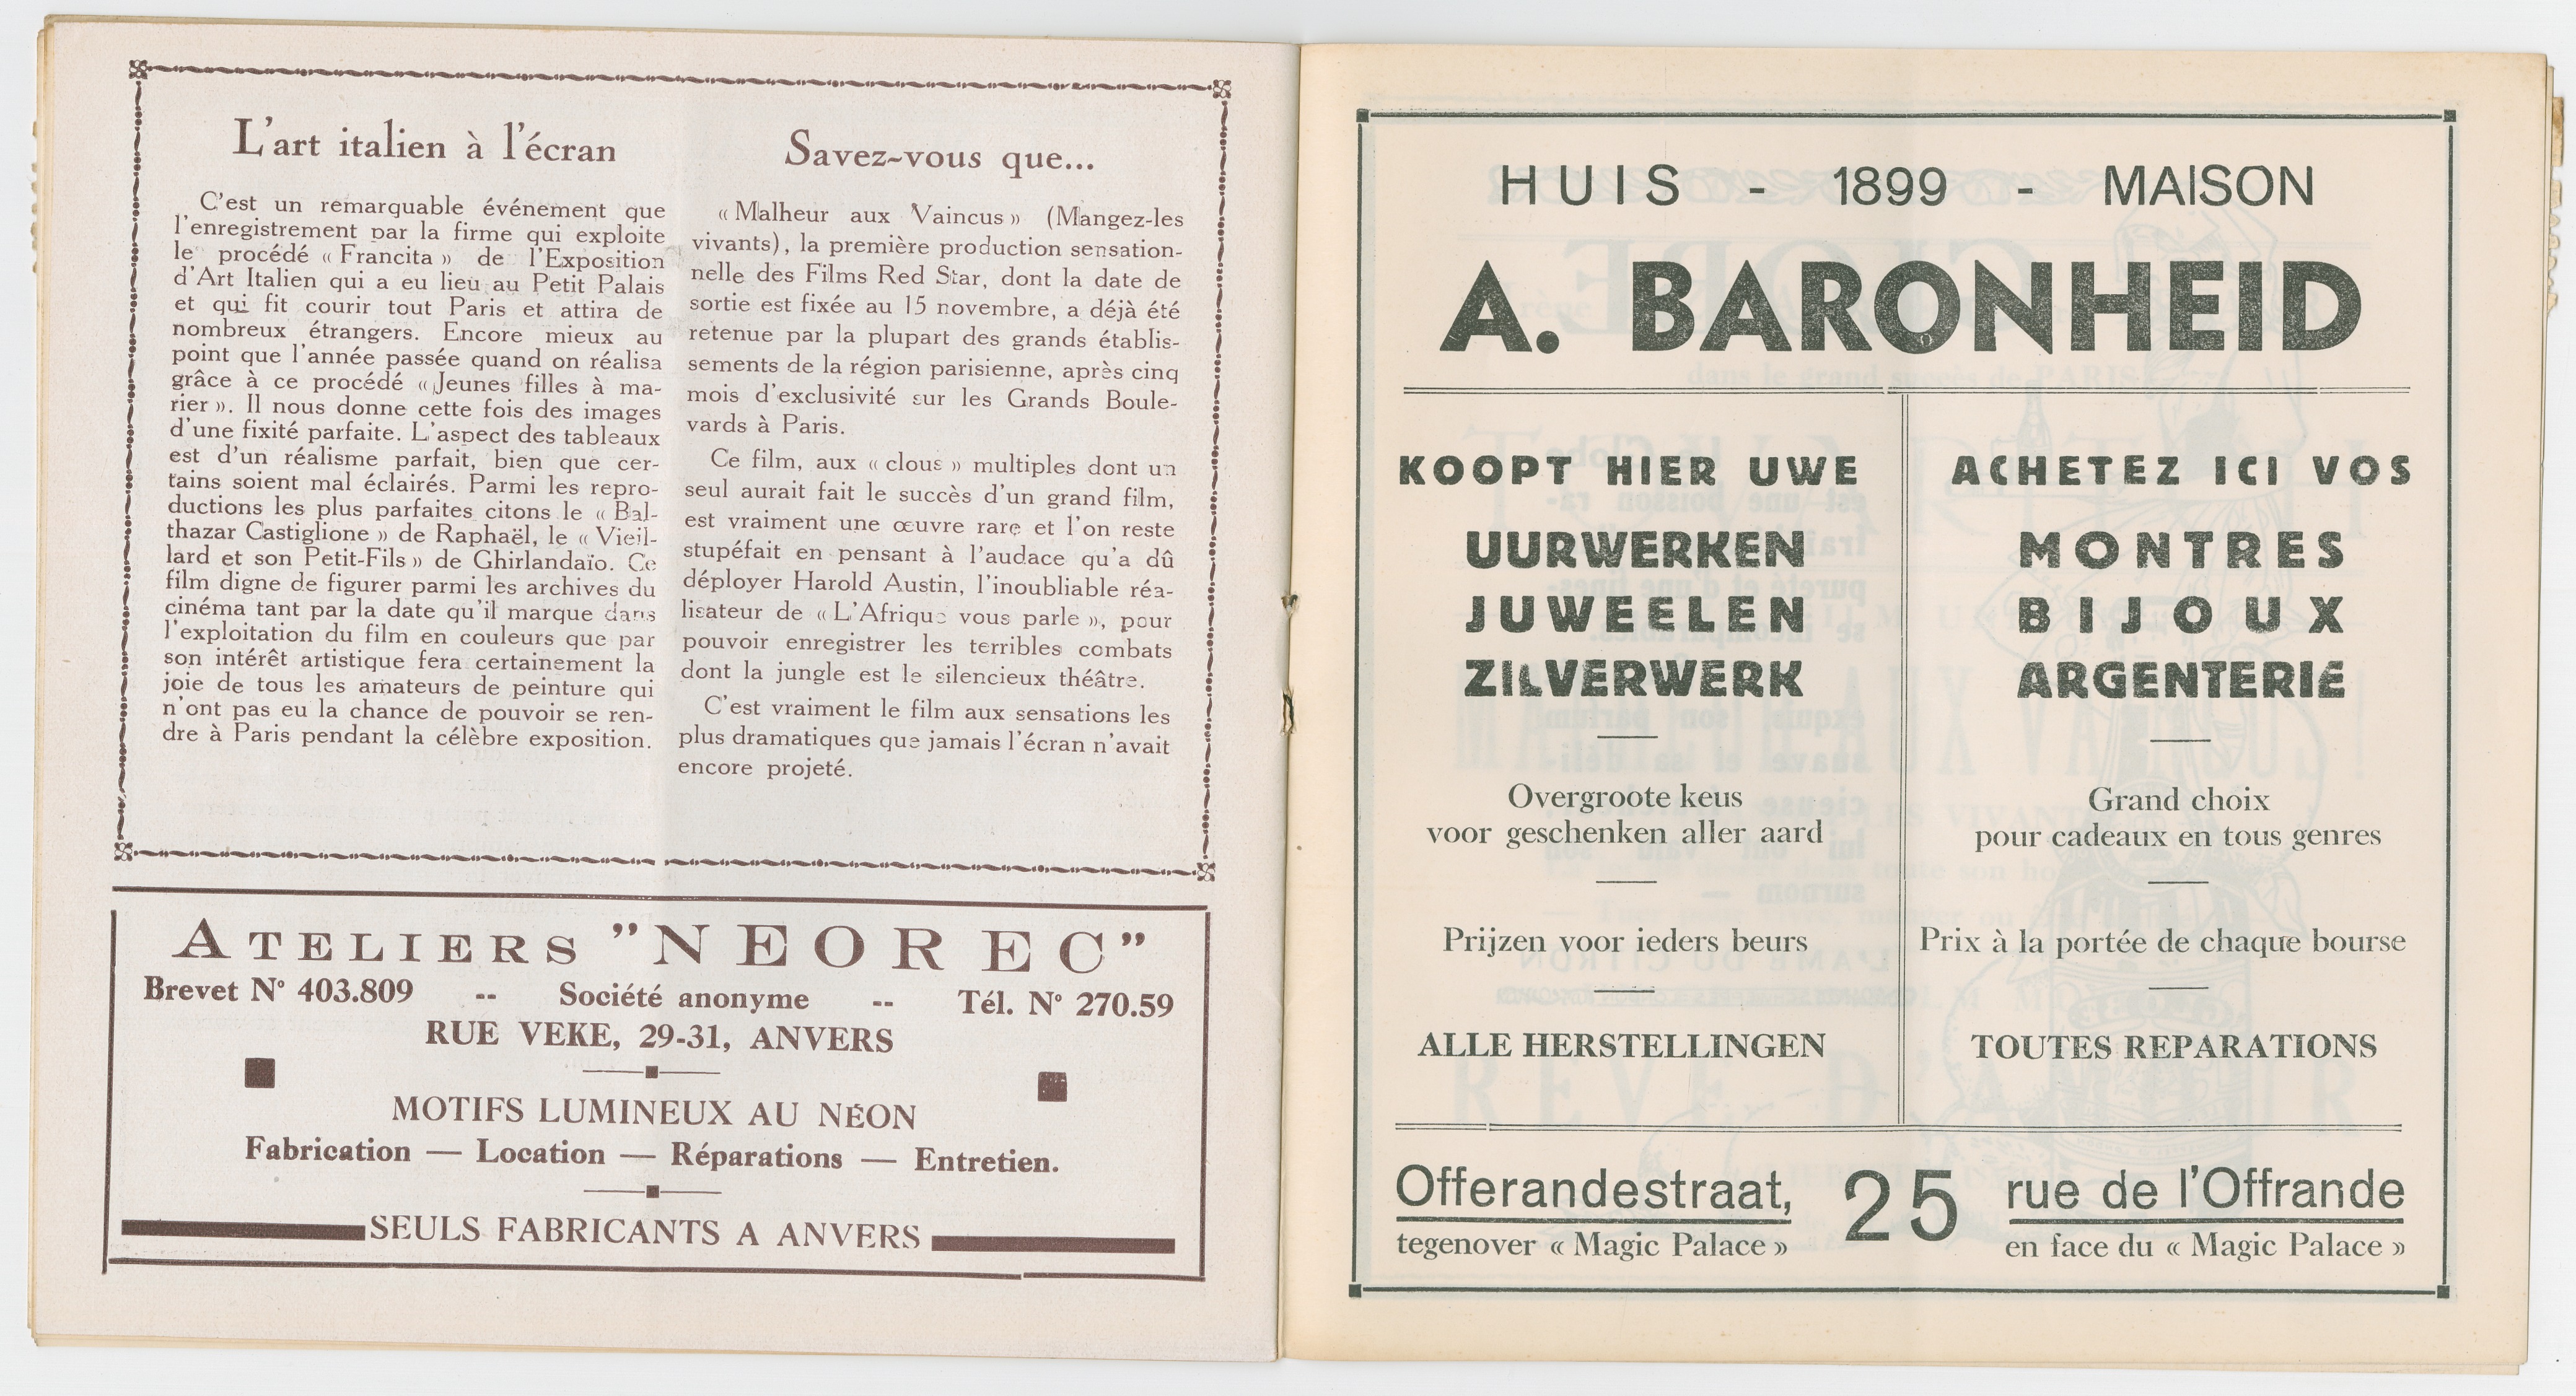 L'art italien à l'écran
C'est un remarquable événement que
l'enregistrement par la firme qui exploite
le procédé « Francita » de l'Exposition
d'Art Italien qui a eu lieu au Petit Palais
et qui fit courir tout Paris et attira de
nombreux étrangers. Encore mieux au
point que l'année passée quand on réalisa
grâce à ce procédé « Jeunes filles à ma-
rier ». Il nous donne cette fois des images
d'une fixité parfaite. L'aspect des tableaux
est d'un réalisme parfait, bien que cer-
tains soient mal éclairés. Parmi les repro-
ductions les plus parfaites citons le « Bal-
thazar Castiglione » de Raphaël, le « Vieil-
lard et son Petit-Fils » de Ghirlandaïo. Ce
film digne de figurer parmi les archives du
cinéma tant par la date qu'il marque dans
l'exploitation du film en couleurs que par
son intérêt artistique fera certainement la
joie de tous les amateurs de peinture qui
n'ont pas eu la chance de pouvoir se ren-
dre à Paris pendant la célèbre exposition.
Savez-vous que...
« Malheur aux Vaincus » (Mangez-les
vivants), la première production sensation-
nelle des Films Red Star, dont la date de
sortie est fixée au 15 novembre, a déjà été
retenue par la plupart des grands établis-
sements de la région parisienne, après cinq
mois d'exclusivité sur les Grands Boule-
vards à Paris.
Ce film, aux « clous » multiples dont un
seul aurait fait le succès d'un grand film,
est vraiment une œuvre rare et l'on reste
stupéfait en pensant à l'audace qu'a dû
déployer Harold Austin, l'inoubliable réa-
lisateur de « L'Afrique vous parle », pour
pouvoir enregistrer les terribles combats
dont la jungle est le silencieux théâtre.
C'est vraiment le film aux sensations les
plus dramatiques que jamais l'écran n'avait
encore projeté.
ATELIERS "NEOREC"
Brevet N° 403.809 -- Société anonyme -- Tél. N° 270.59
RUE VEKE, 29-31, ANVERS
MOTIFS LUMINEUX AU NÉON
Fabrication — Location — Réparations — Entretien.
SEULS FABRICANTS A ANVERS
HUIS - 1899 - MAISON
A. BARONHEID
KOOPT HIER UWE
UURWERKEN
JUWEELEN
ZILVERWERK
Overgroote keus
voor geschenken aller aard
Prijzen voor ieders beurs
ALLE HERSTELLINGEN
ACHETEZ ICI VOS
MONTRES
BIJOUX
ARGENTERIE
Grand choix
pour cadeaux en tous genres
Prix à la portée de chaque bourse
TOUTES REPARATIONS
Offerandestraat, 25 rue de l'Offrande
tegenover « Magic Palace » en face du « Magic Palace »